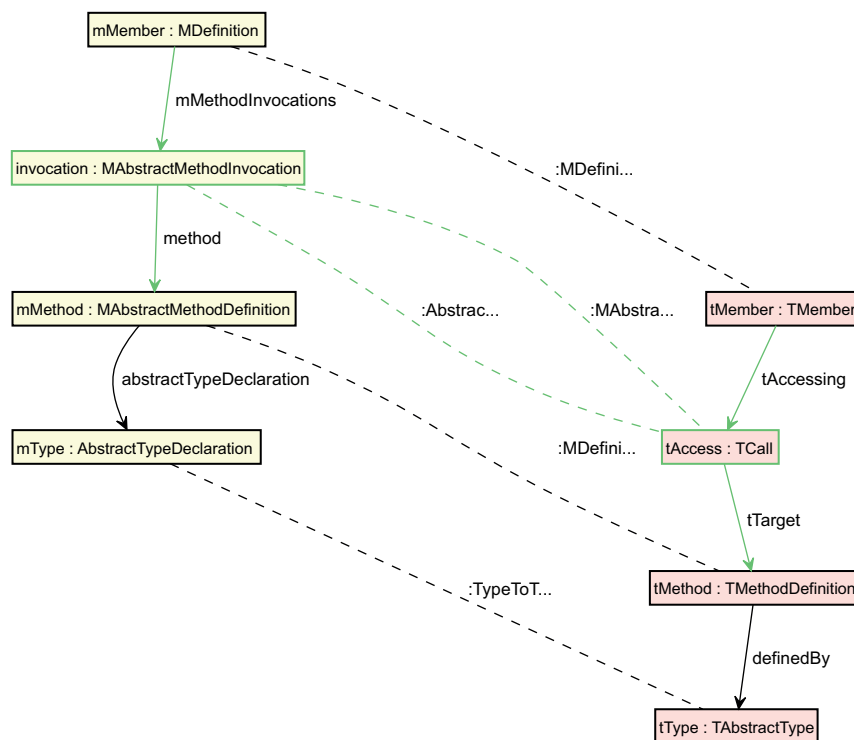 mMember : MDefinition
mMethodInvocations
invocation : MAbstractMethodInvocation
:MDefini...
method
mMethod : MAbstractMethodDefinition
:Abstrac...
:MAbstra...
tMember : TMember
abstractTypeDeclaration
tAccessing
mType : AbstractTypeDeclaration
:MDefini...
tAccess : TCall
tTarget
:TypeToT...
tMethod : TMethodDefinition
definedBy
tType : TAbstractType